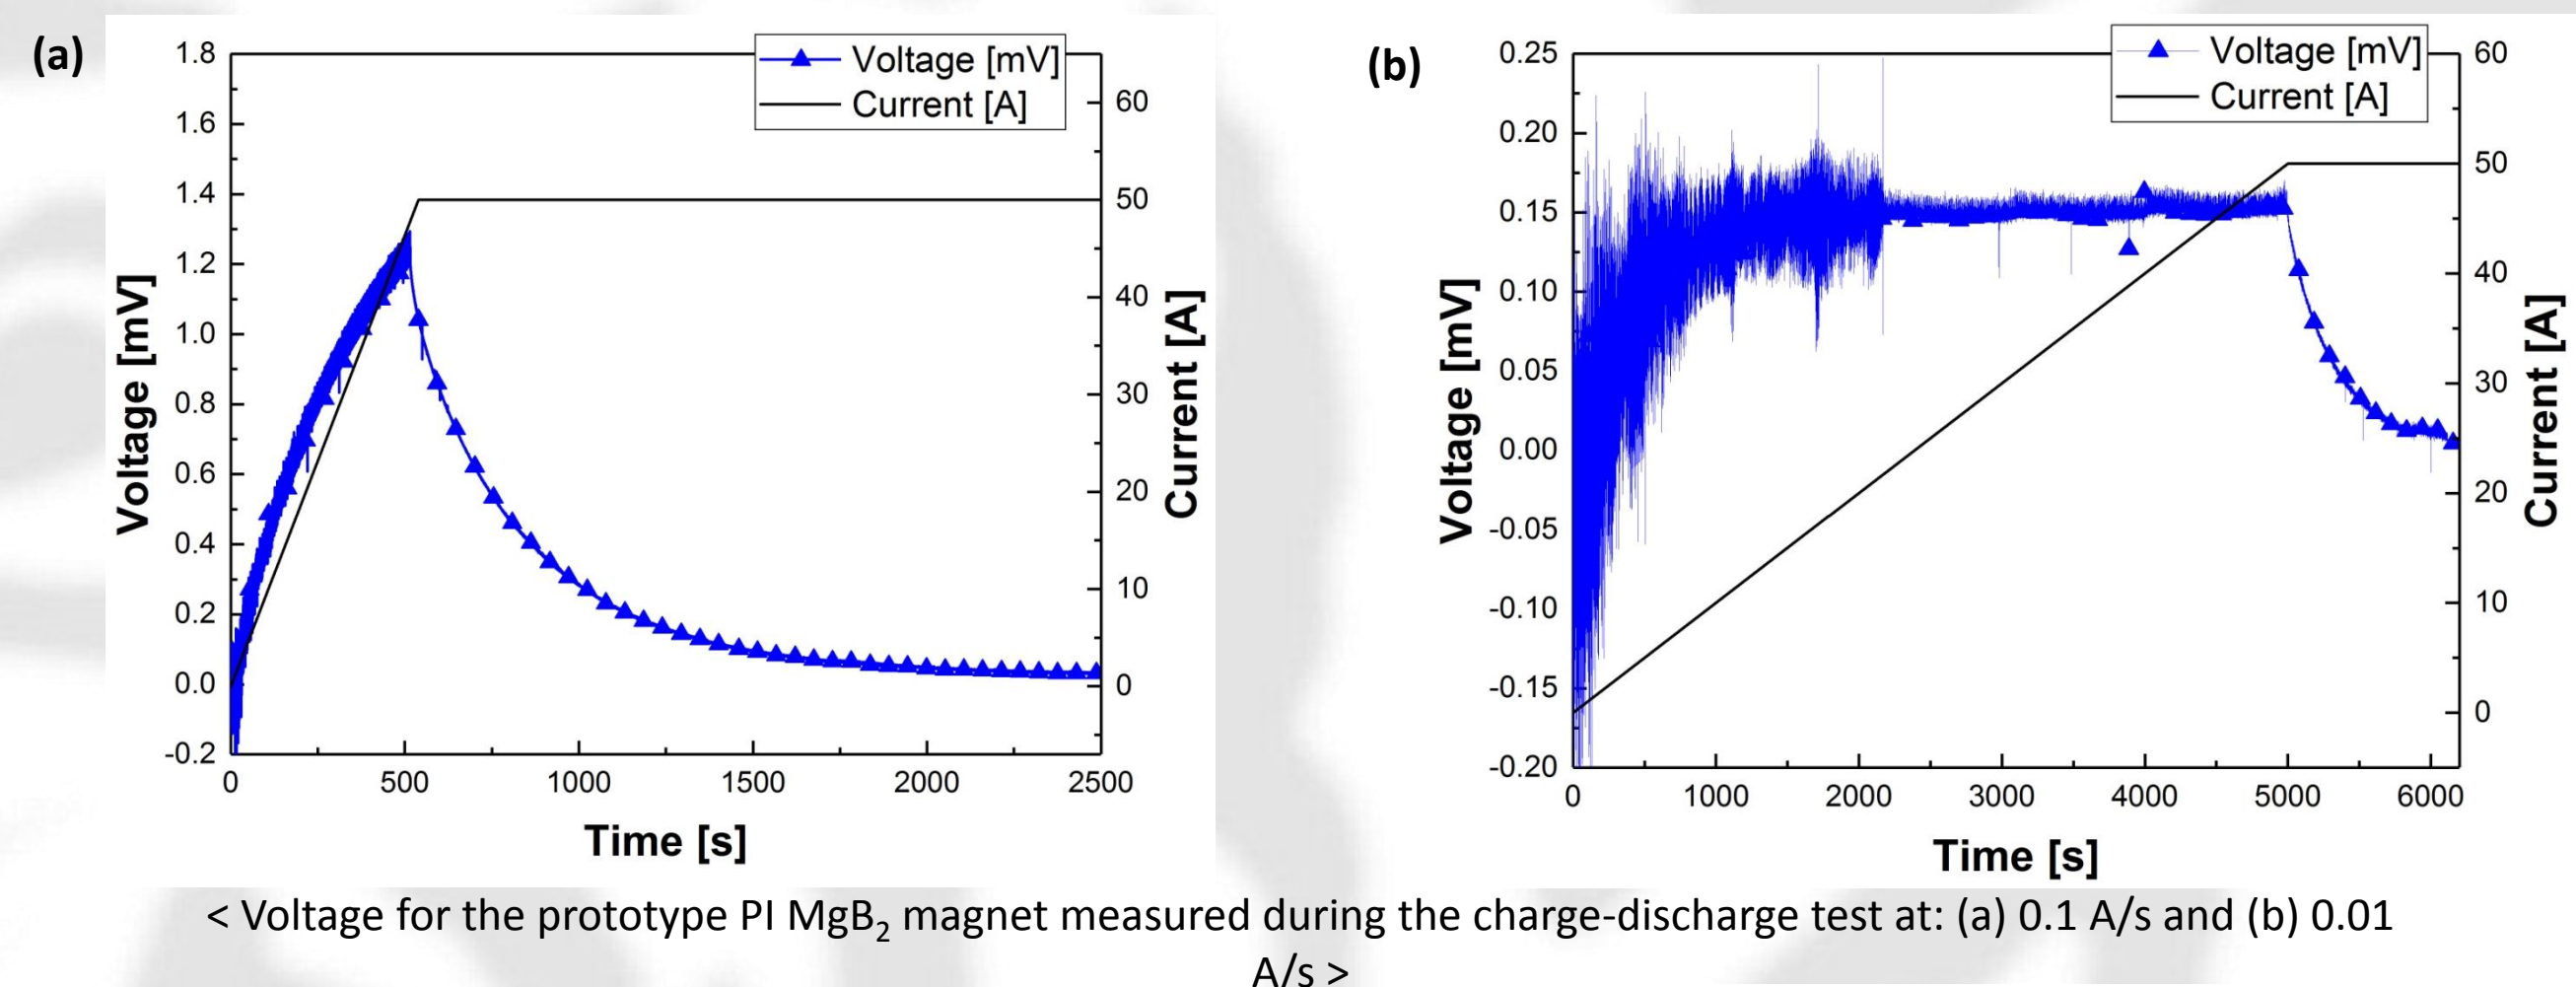 (a)
Voltage [mV]
Current [A]
1.8
1.6
1.4
1.2
1.0
0.8
0.6
0.4
0.2
0.0
-0.2
Voltage [mV]
60
50
40
30
20
10
0
Current [A]
0 500 1000 1500 2000 2500
Time [s]
(b)
Voltage [mV]
Current [A]
0.25
0.20
0.15
0.10
0.05
0.00
-0.05
-0.10
-0.15
-0.20
Voltage [mV]
60
50
40
30
20
10
0
Current [A]
0 1000 2000 3000 4000 5000 6000
Time [s]
< Voltage for the prototype PI MgB₂ magnet measured during the charge-discharge test at: (a) 0.1 A/s and (b) 0.01
A/s >